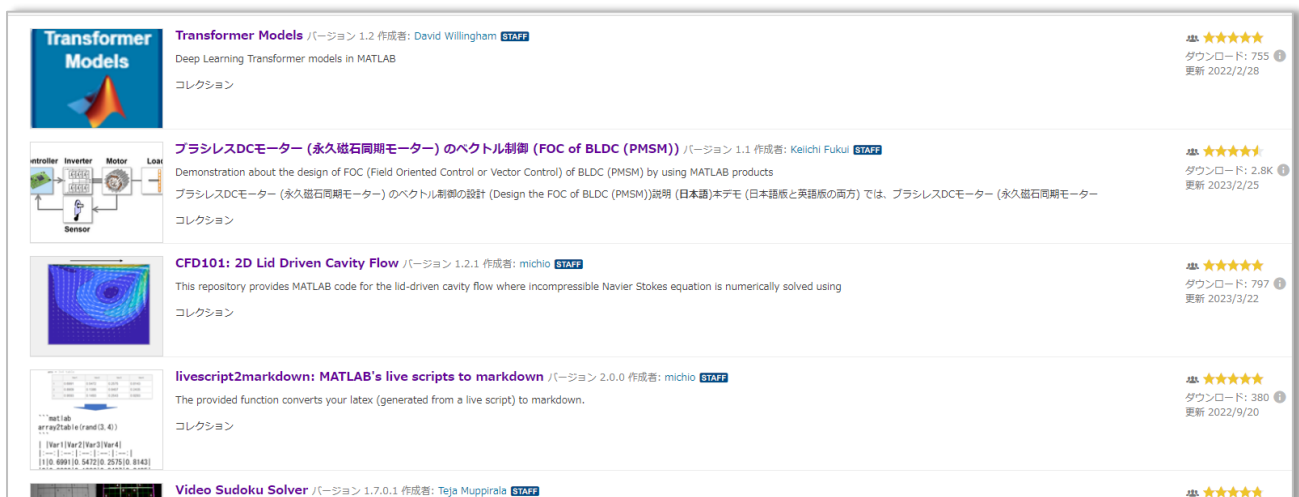 Transformer
Models
Transformer Models バージョン 1.2 作成者: David Willingham STAFF
Deep Learning Transformer models in MATLAB
コレクション
ダウンロード: 755
更新 2022/2/28
ontroller Inverter Motor Loa
Sensor
ブラシレスDCモーター (永久磁石同期モーター) のベクトル制御 (FOC of BLDC (PMSM)) バージョン 1.1 作成者: Keiichi Fukui STAFF
Demonstration about the design of FOC (Field Oriented Control or Vector Control) of BLDC (PMSM) by using MATLAB products
ブラシレスDCモーター (永久磁石同期モーター) のベクトル制御の設計 (Design the FOC of BLDC (PMSM))説明 (日本語)本デモ (日本語版と英語版の両方) では、ブラシレスDCモーター (永久磁石同期モーター
コレクション
ダウンロード: 2.8K
更新 2023/2/25
CFD101: 2D Lid Driven Cavity Flow バージョン 1.2.1 作成者: michio STAFF
This repository provides MATLAB code for the lid-driven cavity flow where incompressible Navier Stokes equation is numerically solved using
コレクション
ダウンロード: 797
更新 2023/3/22
```matlab
array2table(rand(3,4))
```
| |Var1|Var2|Var3|Var4|
|:--:|:--:|:--:|:--:|:--:|
|1|0.6991|0.5472|0.2575|0.8143|
livescript2markdown: MATLAB's live scripts to markdown バージョン 2.0.0 作成者: michio STAFF
The provided function converts your latex (generated from a live script) to markdown.
コレクション
ダウンロード: 380
更新 2022/9/20
Video Sudoku Solver バージョン 1.7.0.1 作成者: Teja Muppirala STAFF